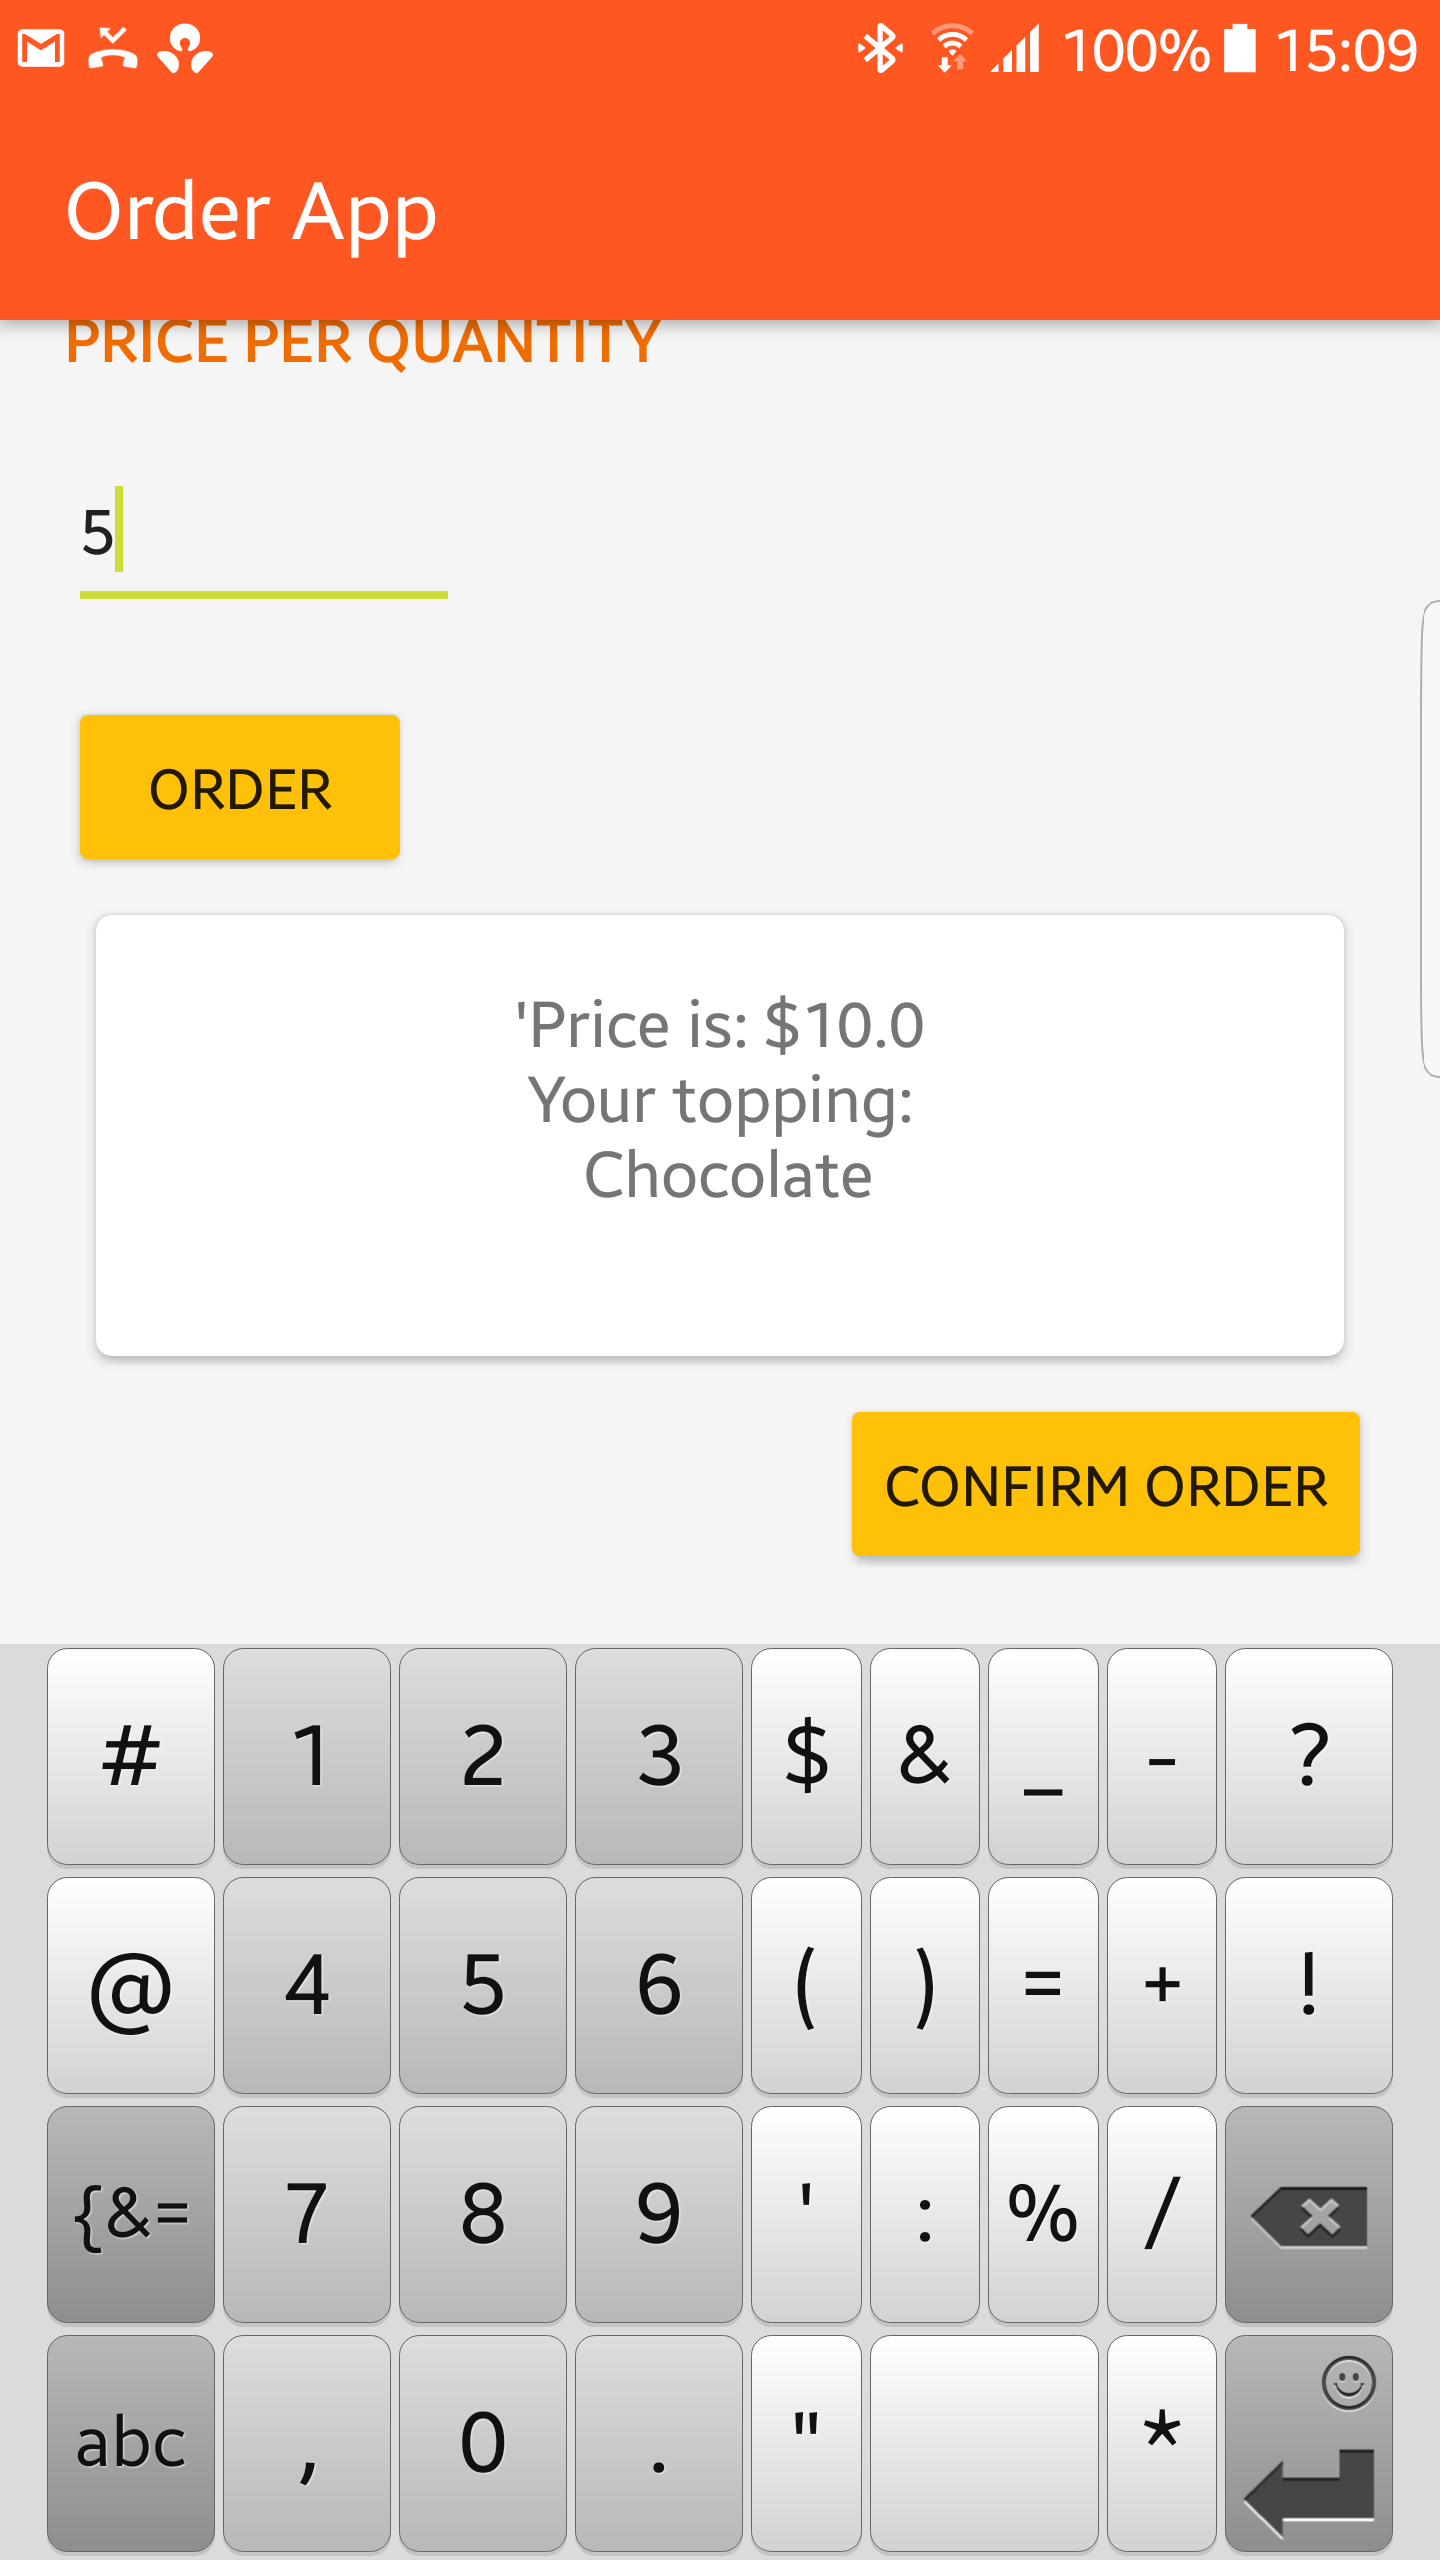 100% 15:09
Order App
PRICE PER QUANTITY
5
ORDER
'Price is: $10.0
Your topping:
Chocolate
CONFIRM ORDER
# 1 2 3 $ & _ - ?
@ 4 5 6 ( ) = + !
{&= 7 8 9 ' : % /
abc , 0 . " *